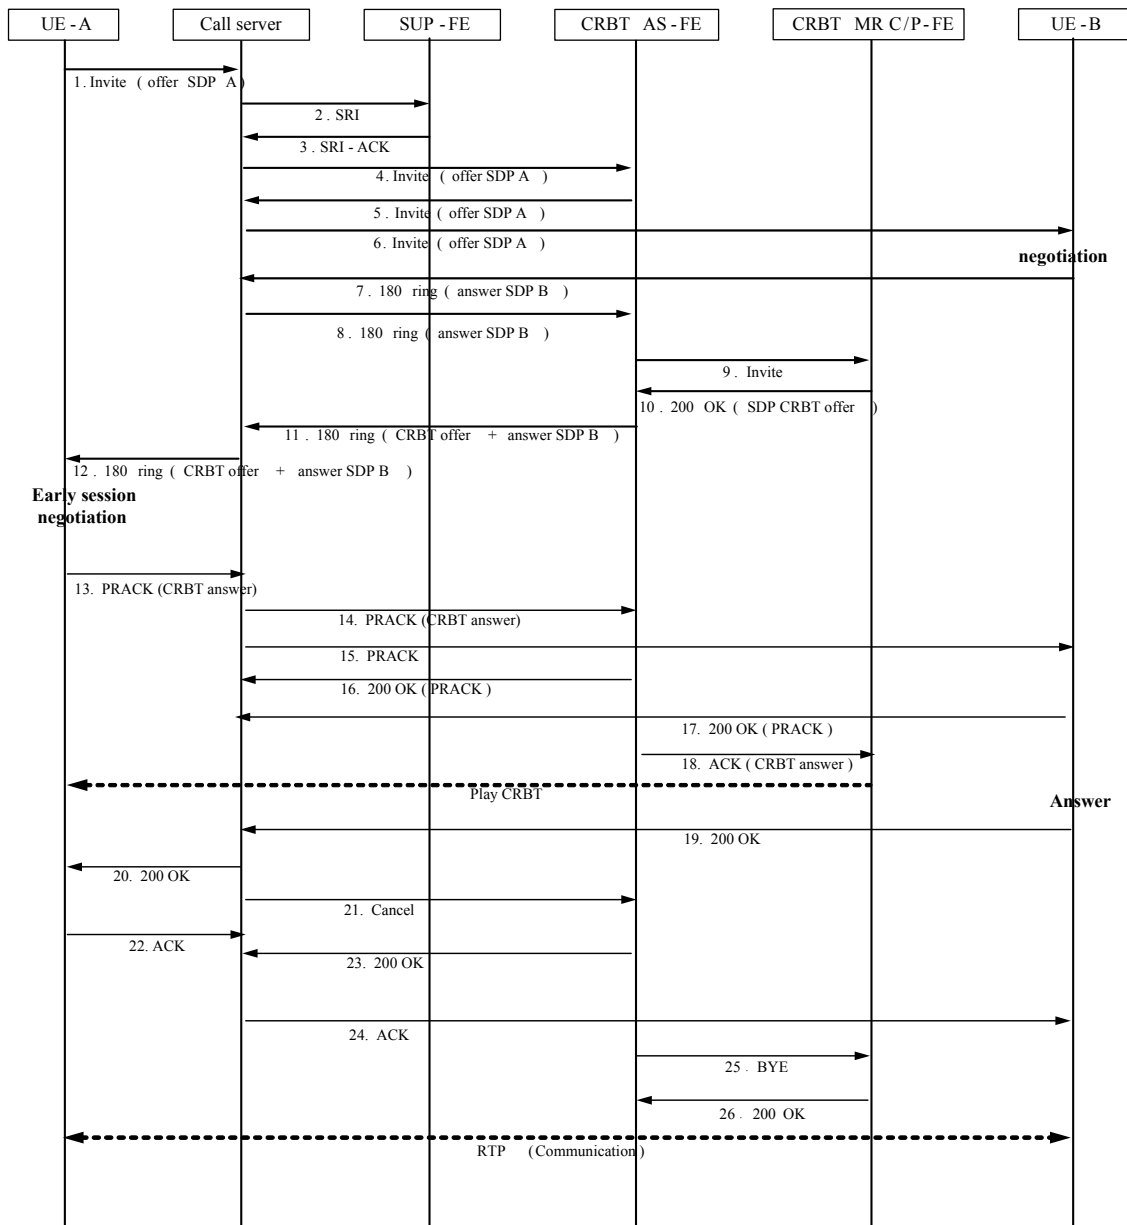 UE - A
Call server
SUP - FE
CRBT AS - FE
CRBT MR C/P - FE
UE - B
1. Invite ( offer SDP A )
2 . SRI
3 . SRI - ACK
4. Invite ( offer SDP A )
5 . Invite ( offer SDP A )
6. Invite ( offer SDP A )
negotiation
7 . 180 ring ( answer SDP B )
8 . 180 ring ( answer SDP B )
9 . Invite
10 . 200 OK ( SDP CRBT offer )
11 . 180 ring ( CRBT offer + answer SDP B )
12 . 180 ring ( CRBT offer + answer SDP B )
Early session
negotiation
13. PRACK (CRBT answer)
14. PRACK (CRBT answer)
15. PRACK
16. 200 OK ( PRACK )
17. 200 OK ( PRACK )
18. ACK ( CRBT answer )
Play CRBT
Answer
19. 200 OK
20. 200 OK
21. Cancel
22. ACK
23. 200 OK
24. ACK
25 . BYE
26 . 200 OK
RTP (Communication)